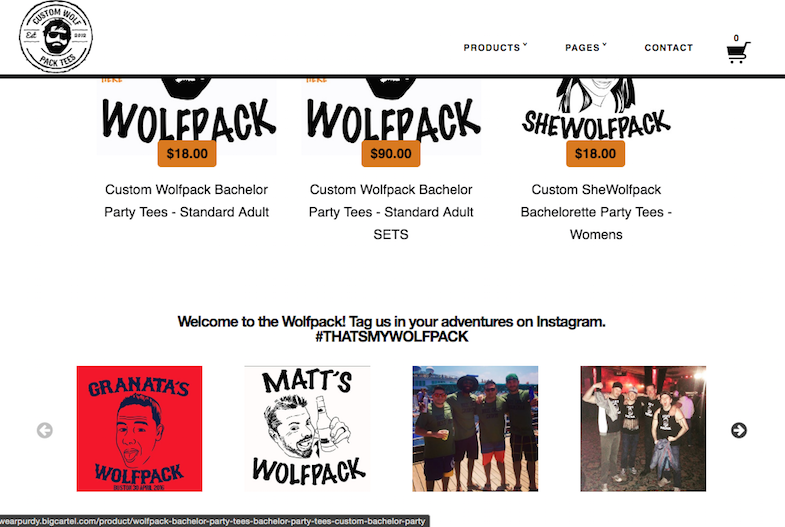 CUSTOM WOLF
Est 2012
PACK TEES
PRODUCTS
PAGES
CONTACT
0
WOLFPACK
WOLFPACK
SHEWOLFPACK
$18.00
$90.00
$18.00
Custom Wolfpack Bachelor
Party Tees - Standard Adult
Custom Wolfpack Bachelor
Party Tees - Standard Adult
SETS
Custom SheWolfpack
Bachelorette Party Tees -
Womens
Welcome to the Wolfpack! Tag us in your adventures on Instagram.
#THATSMYWOLFPACK
GRANATA'S
WOLFPACK
MATT'S
WOLFPACK
wearpurdy.bigcartel.com/product/wolfpack-bachelor-party-tees-bachelor-party-tees-custom-bachelor-party